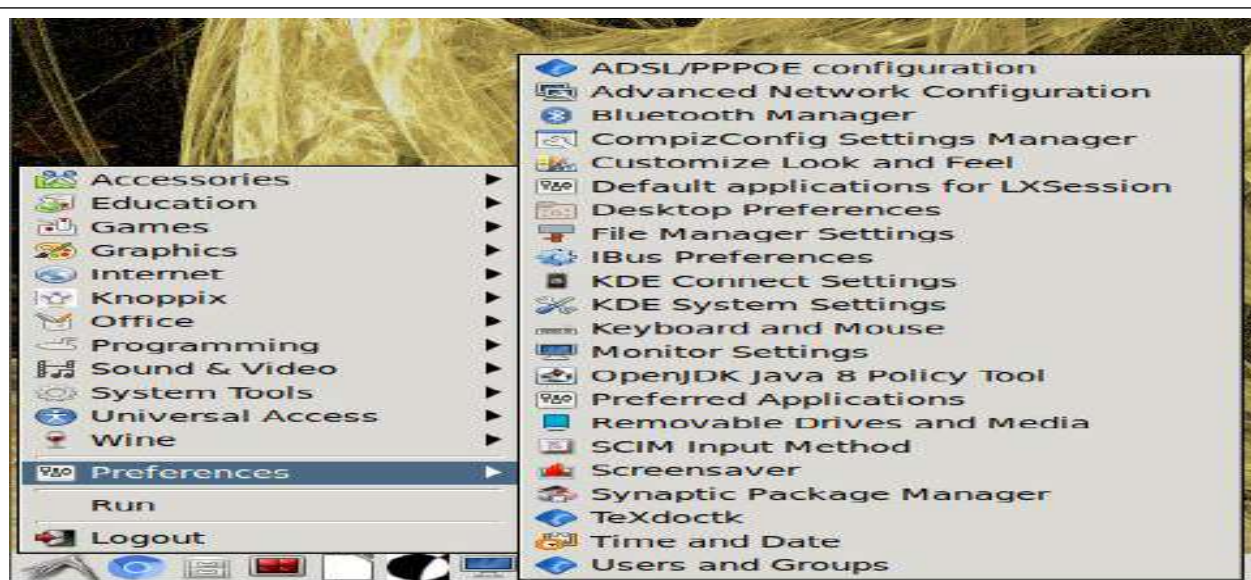 Accessories
Education
Games
Graphics
Internet
Knoppix
Office
Programming
Sound & Video
System Tools
Universal Access
Wine
Preferences
Run
Logout
ADSL/PPPOE configuration
Advanced Network Configuration
Bluetooth Manager
CompizConfig Settings Manager
Customize Look and Feel
Default applications for LXSession
Desktop Preferences
File Manager Settings
IBus Preferences
KDE Connect Settings
KDE System Settings
Keyboard and Mouse
Monitor Settings
OpenJDK Java 8 Policy Tool
Preferred Applications
Removable Drives and Media
SCIM Input Method
Screensaver
Synaptic Package Manager
TeXdoctk
Time and Date
Users and Groups